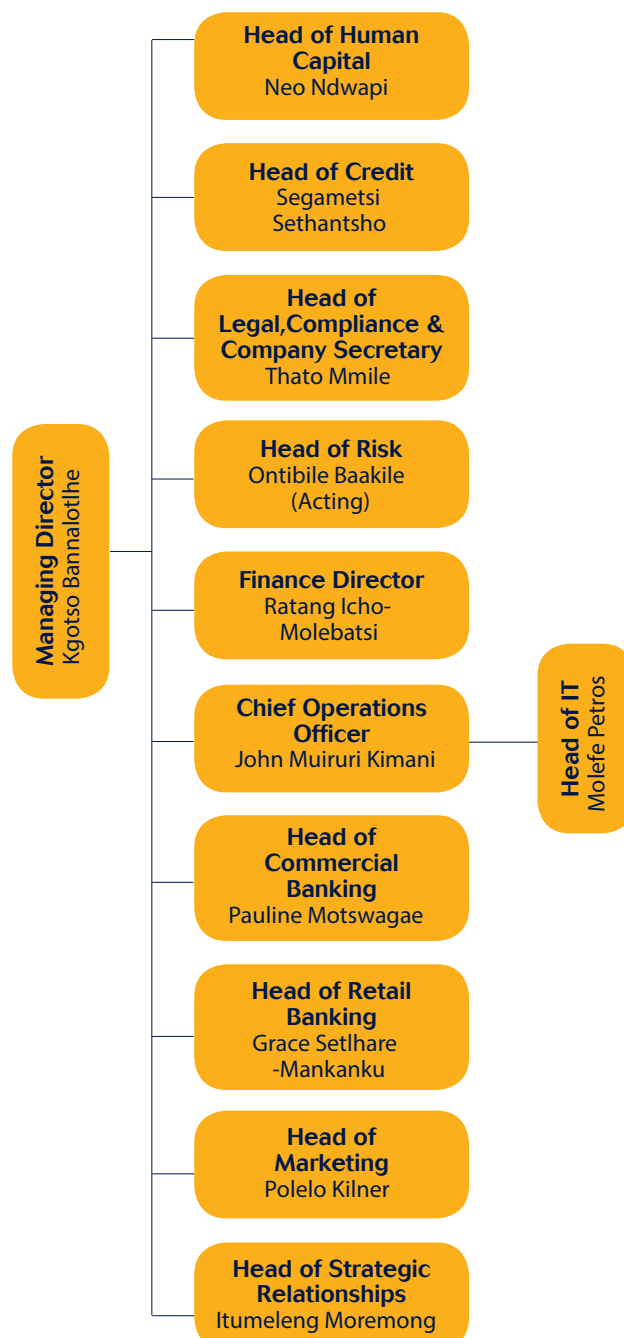 Head of Human
Capital
Neo Ndwapi
Head of Credit
Segametsi
Sethantsho
Head of
Legal,Compliance &
Company Secretary
Thato Mmile
Head of Risk
Ontibile Baakile
(Acting)
Managing Director
Kgotso Bannalotlhe
Finance Director
Ratang Icho-
Molebatsi
Chief Operations
Officer
John Muiruri Kimani
Head of IT
Molefe Petros
Head of
Commercial
Banking
Pauline Motswagae
Head of Retail
Banking
Grace Setlhare
-Mankanku
Head of
Marketing
Polelo Kilner
Head of Strategic
Relationships
Itumeleng Moremong